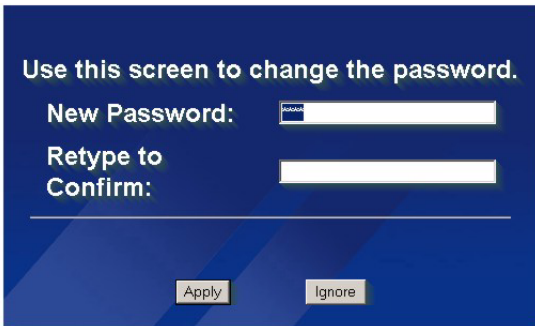 Use this screen to change the password.
New Password:
****
Retype to
Confirm:
Apply
Ignore